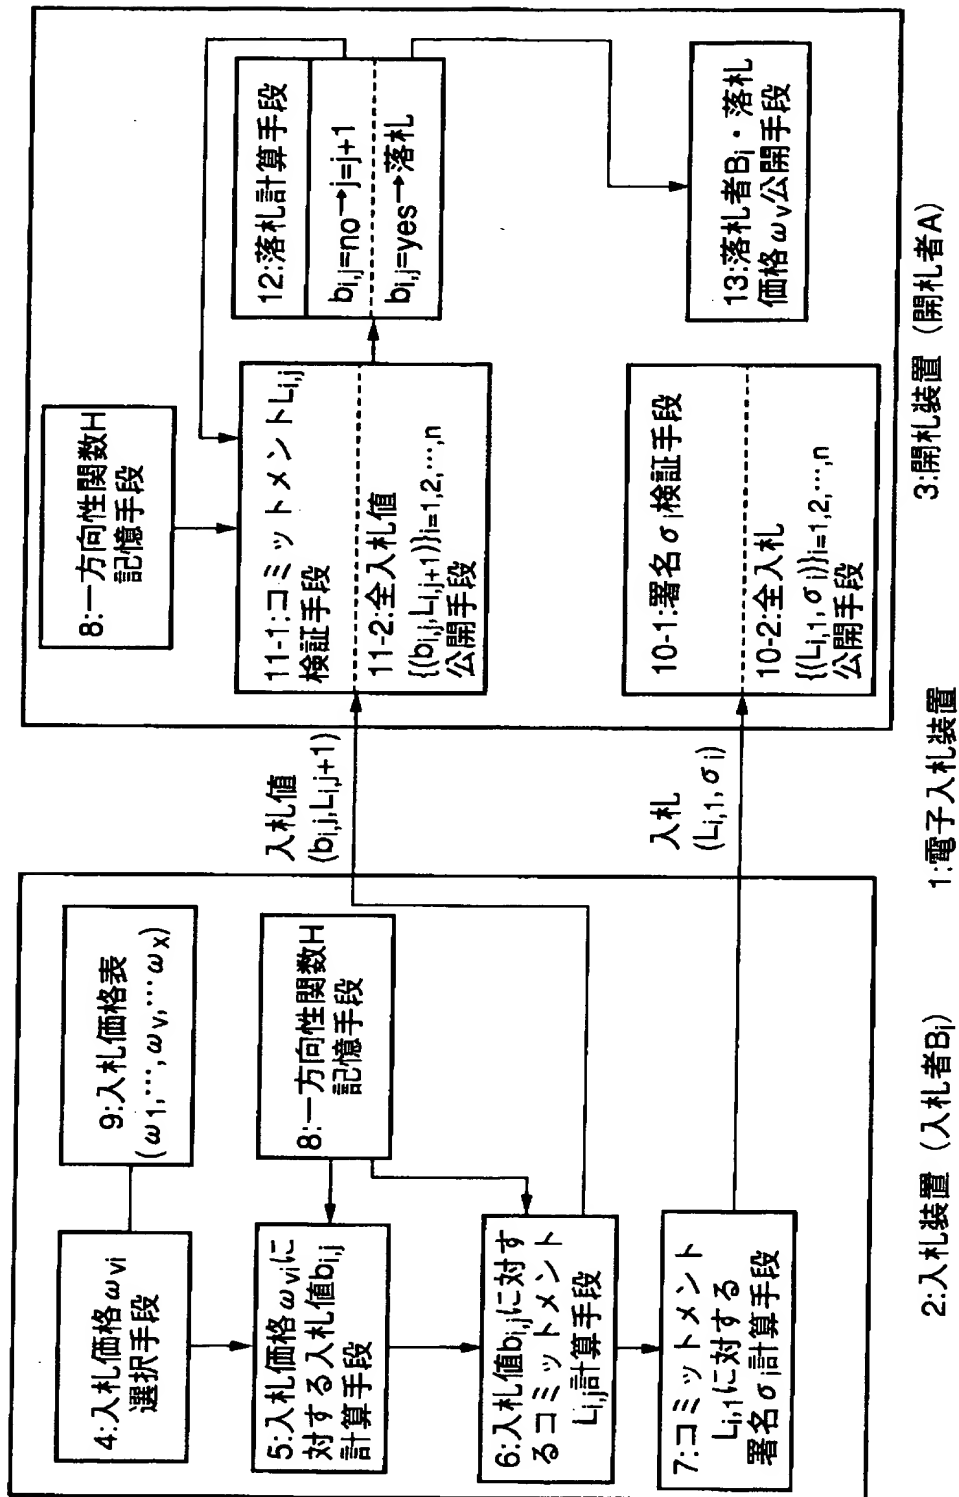 4:入札価格ωvi
選択手段
9:入札価格表
(ω1,…,ωv,…ωx)
5:入札価格ωviに
対する入札値bi,j
計算手段
8:一方向性関数H
記憶手段
6:入札値bi,jに対す
るコミットメント
Li,j計算手段
7:コミットメント
Li,1に対する
署名σi計算手段
2:入札装置（入札者Bi）
入札値
(bi,j,Li,j+1)
入札
(Li,1,σi)
1:電子入札装置
8:一方向性関数H
記憶手段
11-1:コミットメントLi,j
検証手段
11-2:全入札値
{(bi,j,Li,j+1)}i=1,2,…,n
公開手段
12:落札計算手段
bi,j=no→j=j+1
bi,j=yes→落札
10-1:署名σi検証手段
10-2:全入札
{(Li,1,σi)}i=1,2,…,n
公開手段
13:落札者Bi・落札
価格ωv公開手段
3:開札装置（開札者A）